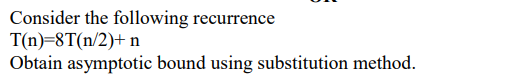 Consider the following recurrence
T(n)=8T(n/2)+ n
Obtain asymptotic bound using substitution method.